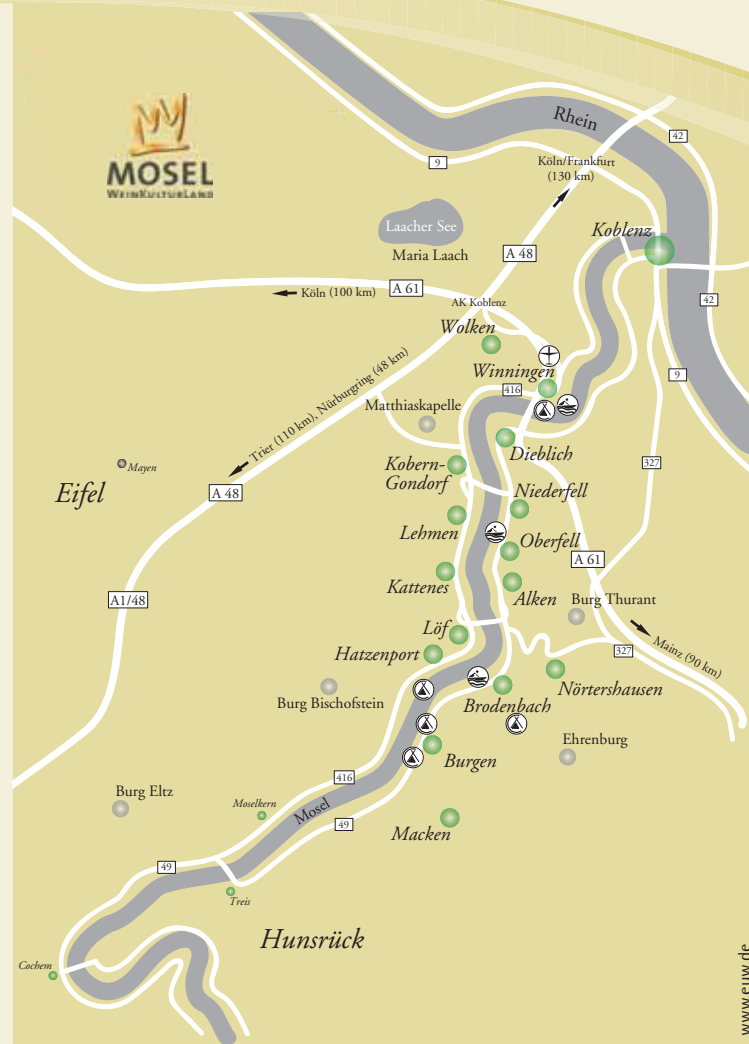 MOSEL
WEINKULTURLAND
Rhein
42
9
Köln/Frankfurt
(130 km)
Koblenz
Laacher See
Maria Laach
A 48
Köln (100 km)
A 61
AK Koblenz
42
Wolken
Winningen
416
9
Trier (110 km), Nürburgring (48 km)
Matthiaskapelle
Dieblich
Mayen
Eifel
A 48
Kobern-
Gondorf
327
Niederfell
Lehmen
Oberfell
A 61
Kattenes
Alken
Burg Thurant
A1/48
Löf
Hatzenport
327
Mainz (90 km)
Nörtershausen
Burg Bischofstein
Brodenbach
Ehrenburg
Burgen
416
Burg Eltz
Moselkern
Mosel
49
Macken
49
Treis
Hunsrück
Cochem
www.euw.de